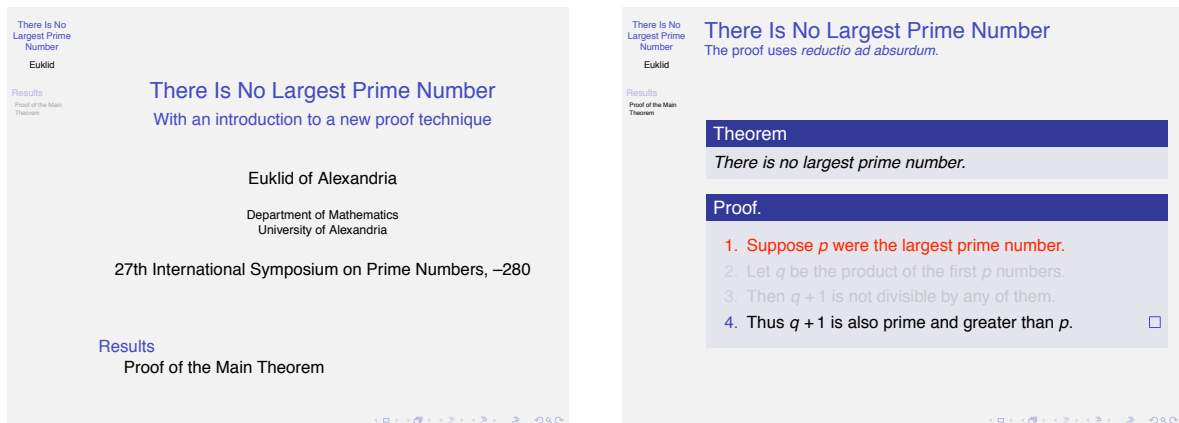 There Is No
Largest Prime
Number
Euklid
Results
Proof of the Main
Theorem
There Is No Largest Prime Number
With an introduction to a new proof technique
Euklid of Alexandria
Department of Mathematics
University of Alexandria
27th International Symposium on Prime Numbers, –280
Results
Proof of the Main Theorem
There Is No
Largest Prime
Number
Euklid
Results
Proof of the Main
Theorem
There Is No Largest Prime Number
The proof uses reductio ad absurdum.
Theorem
There is no largest prime number.
Proof.
1. Suppose p were the largest prime number.
2. Let q be the product of the first p numbers.
3. Then q + 1 is not divisible by any of them.
4. Thus q + 1 is also prime and greater than p. □